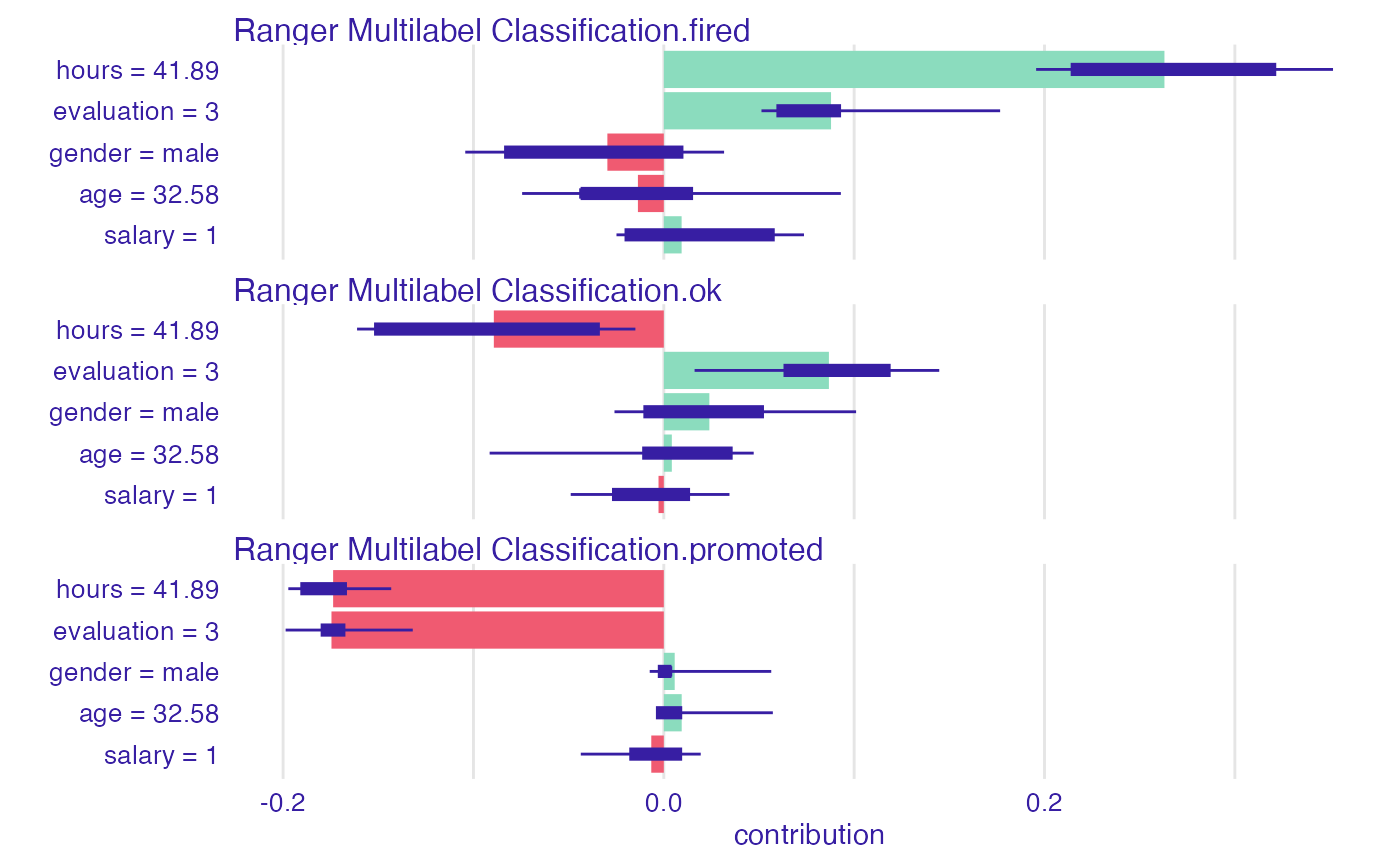 Ranger Multilabel Classification.fired
hours = 41.89
evaluation = 3
gender = male
age = 32.58
salary = 1
Ranger Multilabel Classification.ok
hours = 41.89
evaluation = 3
gender = male
age = 32.58
salary = 1
Ranger Multilabel Classification.promoted
hours = 41.89
evaluation = 3
gender = male
age = 32.58
salary = 1
-0.2 0.0 0.2
contribution